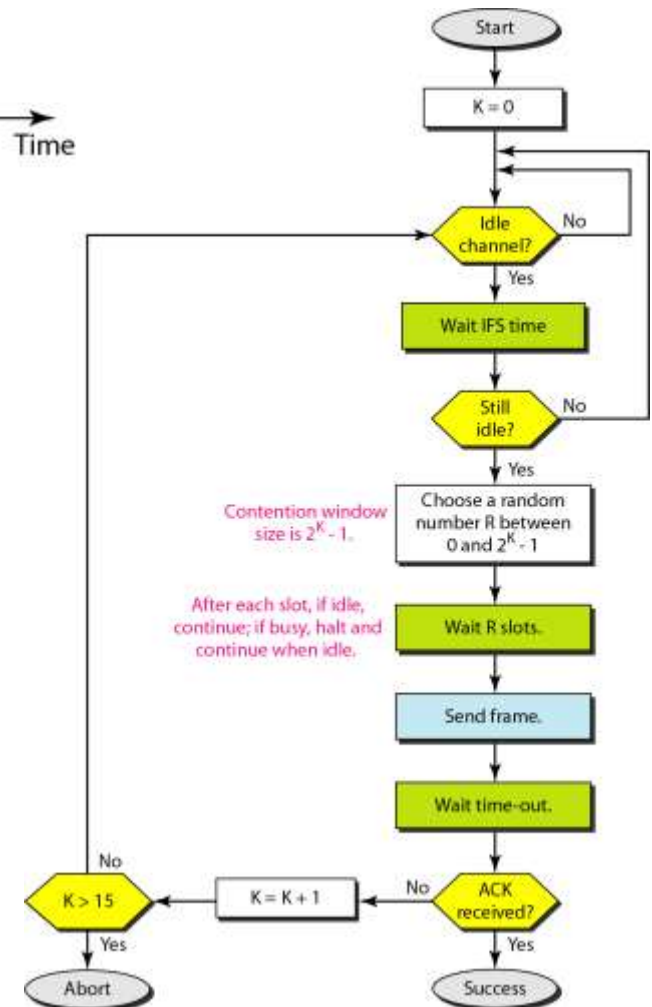 Start
K = 0
Time
Idle
channel?
No
Yes
Wait IFS time
Still
idle?
No
Yes
Contention window
size is 2^K - 1.
Choose a random
number R between
0 and 2^K - 1
After each slot, if idle,
continue; if busy, halt and
continue when idle.
Wait R slots.
Send frame.
Wait time-out.
ACK
received?
No
K = K + 1
K > 15
No
Yes
Yes
Abort
Success